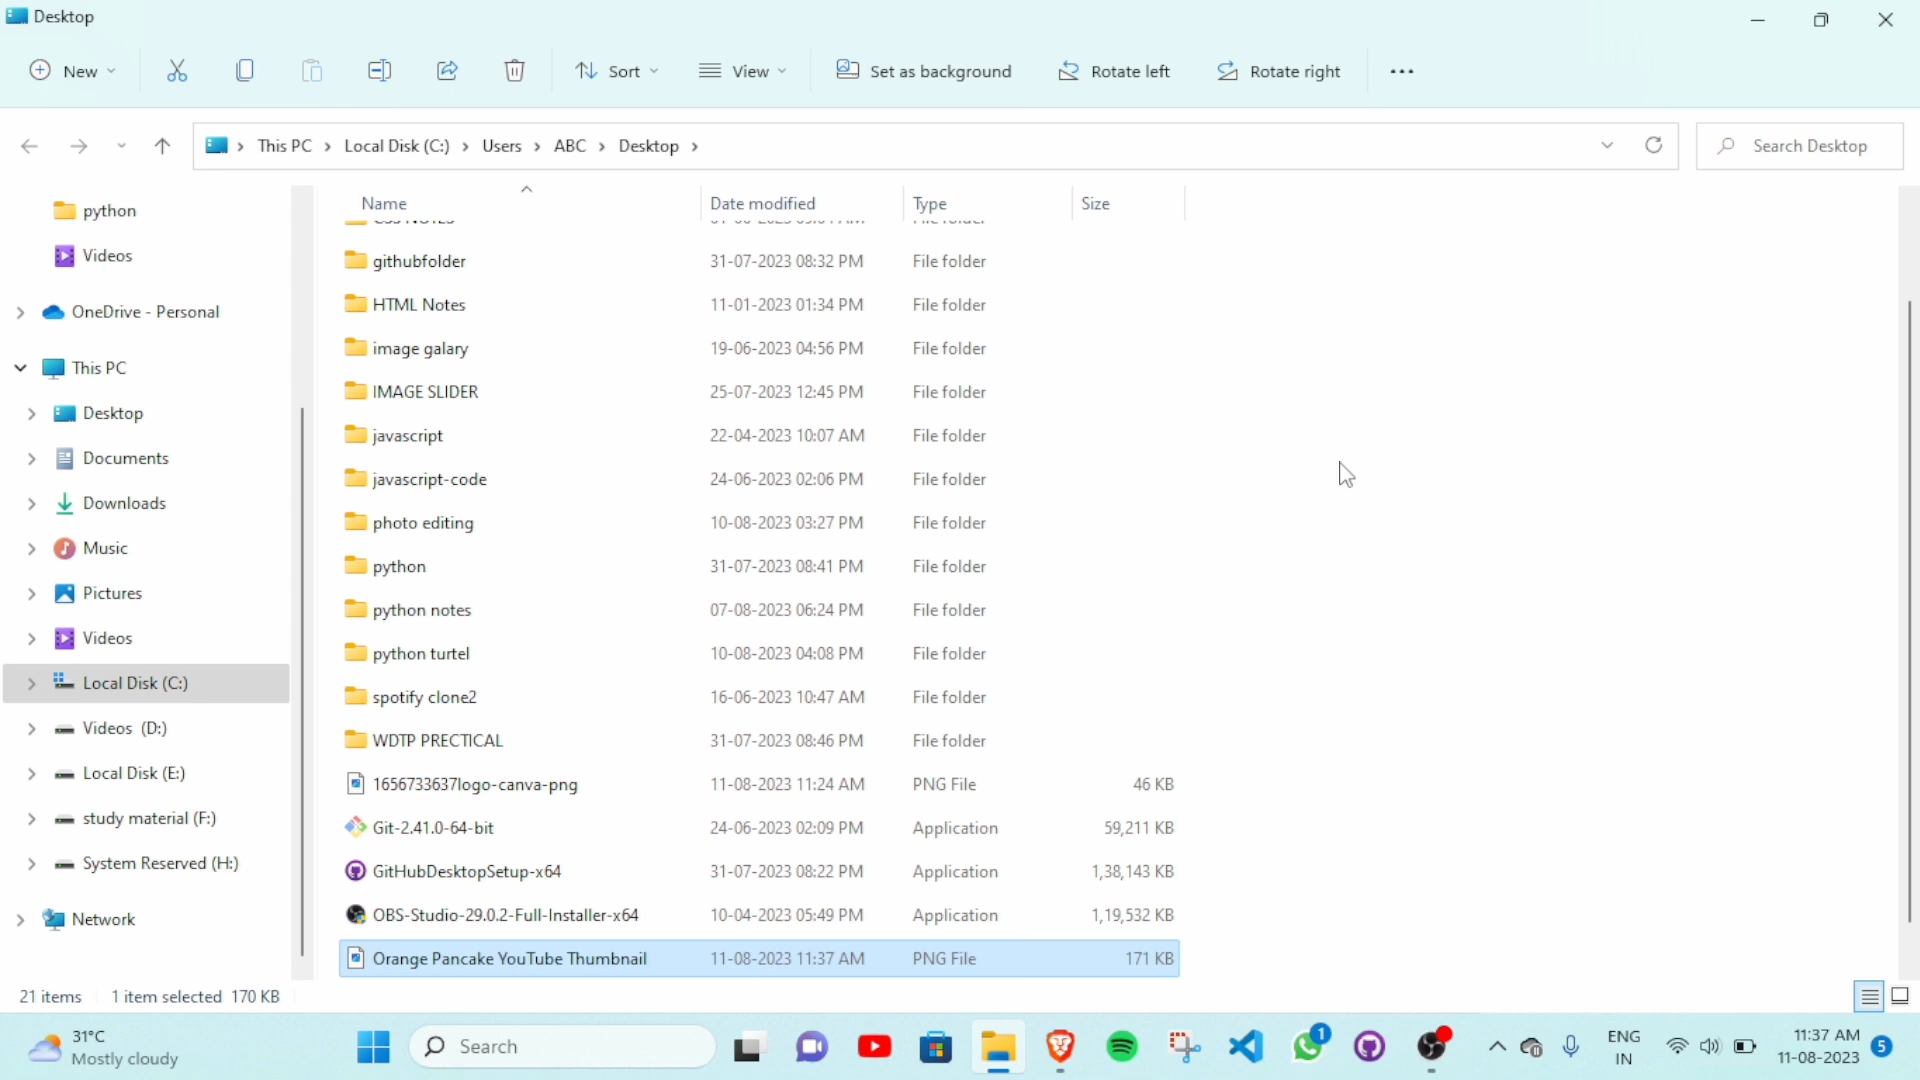 Desktop
New
Sort
View
Set as background
Rotate left
Rotate right
This PC > Local Disk (C:) > Users > ABC > Desktop >
Search Desktop
python
Videos
OneDrive - Personal
This PC
Desktop
Documents
Downloads
Music
Pictures
Videos
Local Disk (C:)
Videos (D:)
Local Disk (E:)
study material (F:)
System Reserved (H:)
Network
Name Date modified Type Size
githubfolder 31-07-2023 08:32 PM File folder
HTML Notes 11-01-2023 01:34 PM File folder
image galary 19-06-2023 04:56 PM File folder
IMAGE SLIDER 25-07-2023 12:45 PM File folder
javascript 22-04-2023 10:07 AM File folder
javascript-code 24-06-2023 02:06 PM File folder
photo editing 10-08-2023 03:27 PM File folder
python 31-07-2023 08:41 PM File folder
python notes 07-08-2023 06:24 PM File folder
python turtel 10-08-2023 04:08 PM File folder
spotify clone2 16-06-2023 10:47 AM File folder
WDTP PRECTICAL 31-07-2023 08:46 PM File folder
1656733637logo-canva-png 11-08-2023 11:24 AM PNG File 46 KB
Git-2.41.0-64-bit 24-06-2023 02:09 PM Application 59,211 KB
GitHubDesktopSetup-x64 31-07-2023 08:22 PM Application 1,38,143 KB
OBS-Studio-29.0.2-Full-Installer-x64 10-04-2023 05:49 PM Application 1,19,532 KB
Orange Pancake YouTube Thumbnail 11-08-2023 11:37 AM PNG File 171 KB
21 items 1 item selected 170 KB
31°C
Mostly cloudy
Search
1
ENG
IN
11:37 AM
11-08-2023
5